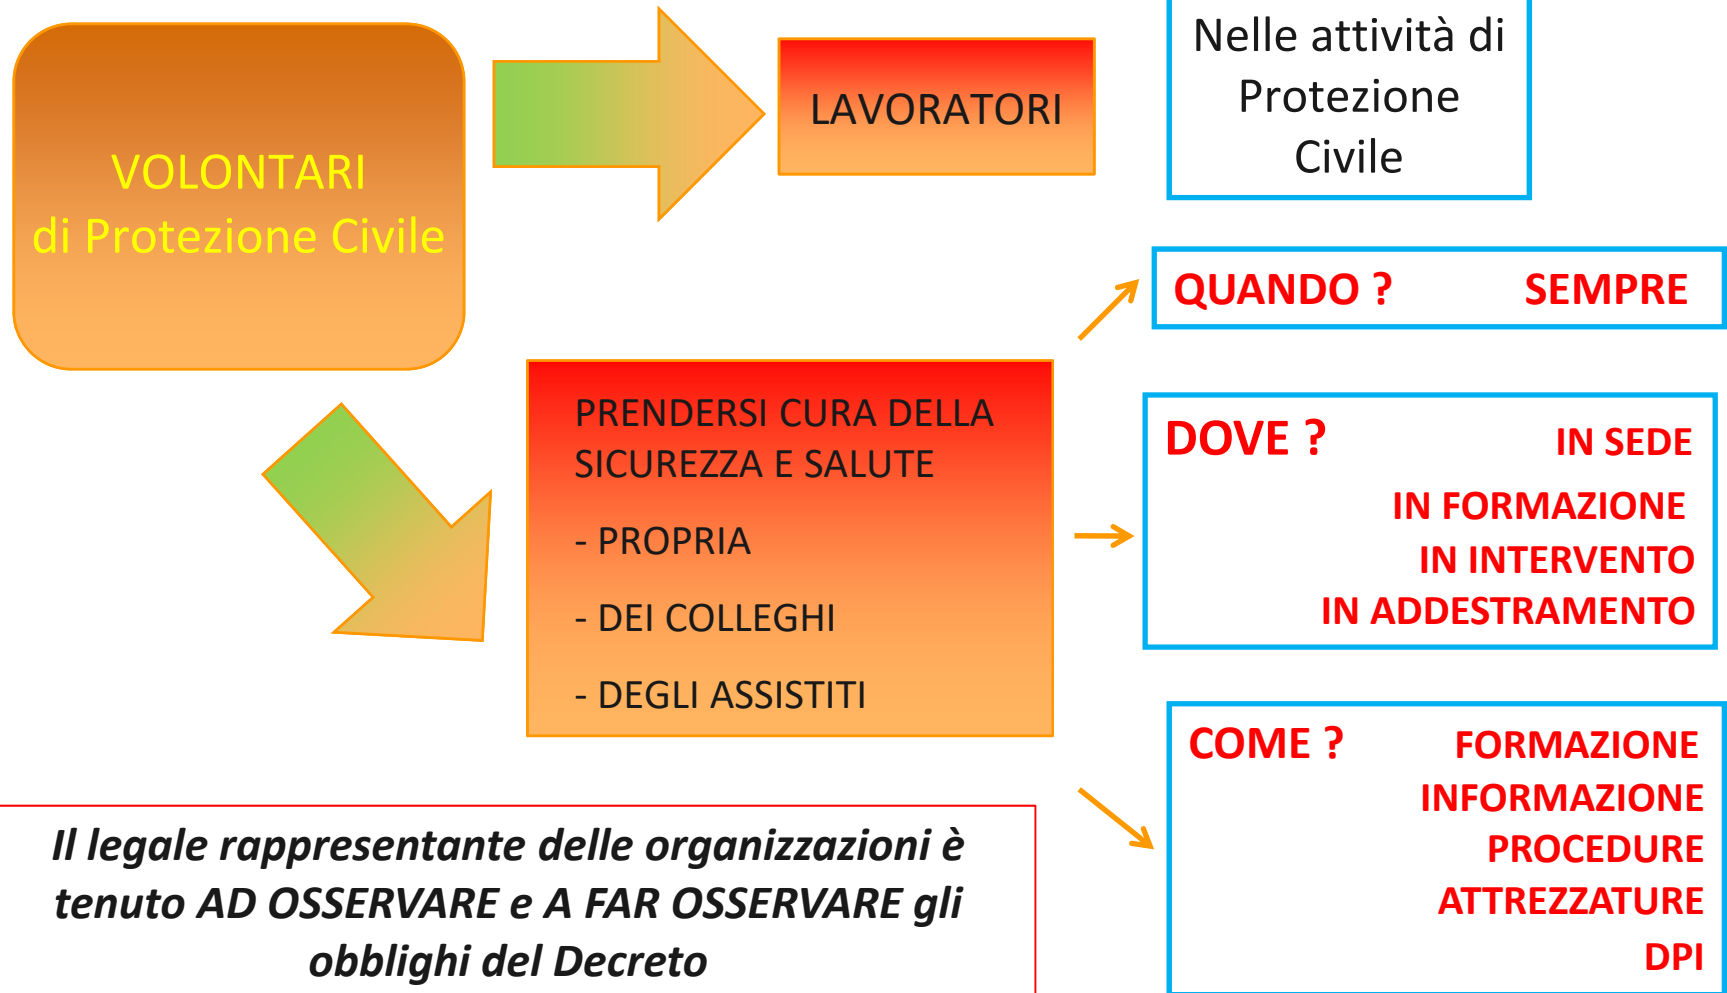 VOLONTARI
di Protezione Civile
LAVORATORI
Nelle attività di
Protezione
Civile
PRENDERSI CURA DELLA
SICUREZZA E SALUTE
- PROPRIA
- DEI COLLEGHI
- DEGLI ASSISTITI
QUANDO ? SEMPRE
DOVE ? IN SEDE
IN FORMAZIONE
IN INTERVENTO
IN ADDESTRAMENTO
COME ? FORMAZIONE
INFORMAZIONE
PROCEDURE
ATTREZZATURE
DPI
Il legale rappresentante delle organizzazioni è
tenuto AD OSSERVARE e A FAR OSSERVARE gli
obblighi del Decreto